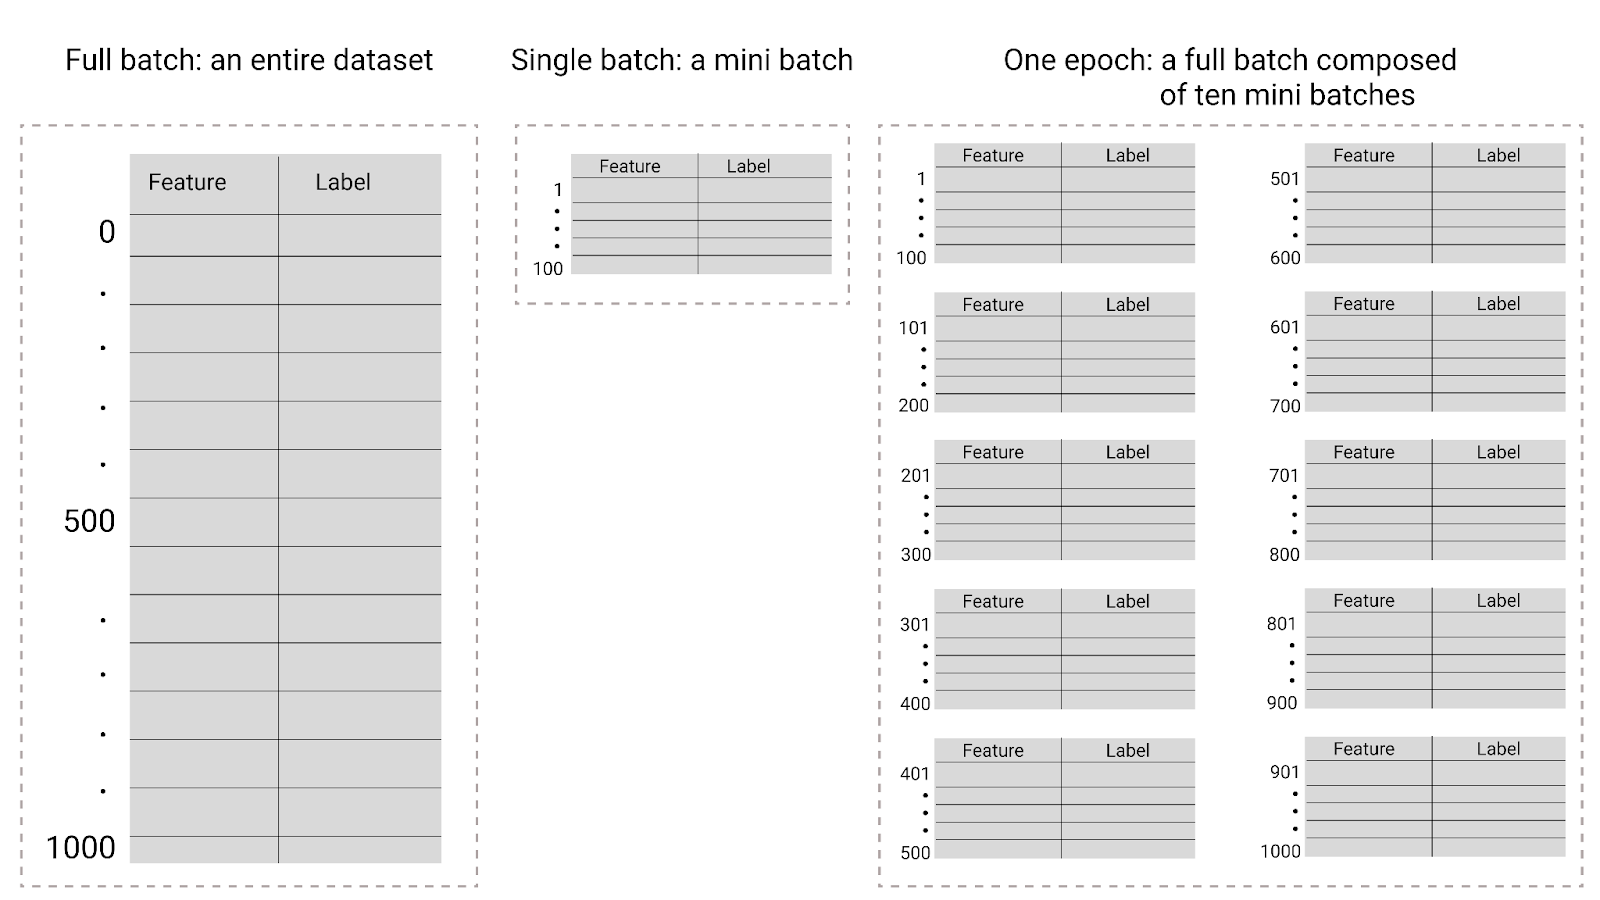 Full batch: an entire dataset
Feature Label
0
500
1000
Single batch: a mini batch
Feature Label
1
100
One epoch: a full batch composed
of ten mini batches
Feature Label
1
100
Feature Label
101
200
Feature Label
201
300
Feature Label
301
400
Feature Label
401
500
Feature Label
501
600
Feature Label
601
700
Feature Label
701
800
Feature Label
801
900
Feature Label
901
1000